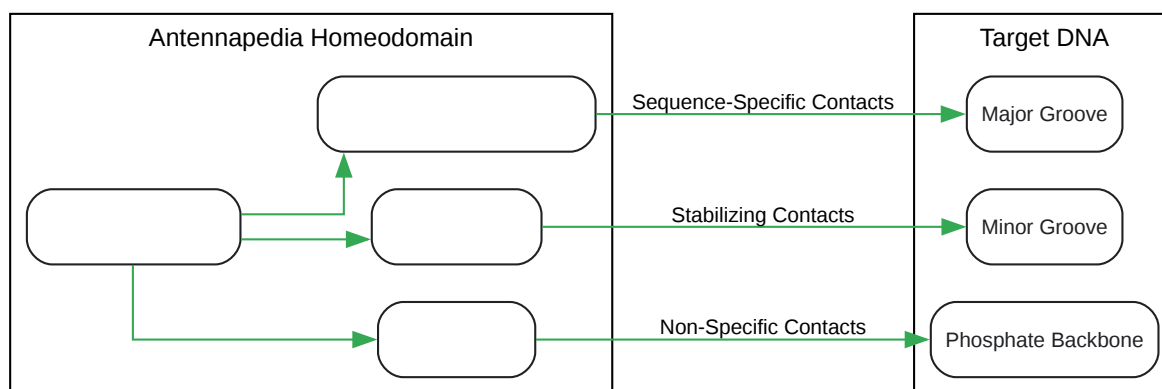 Antennapedia Homeodomain
Target DNA
Sequence-Specific Contacts
Major Groove
Stabilizing Contacts
Minor Groove
Non-Specific Contacts
Phosphate Backbone